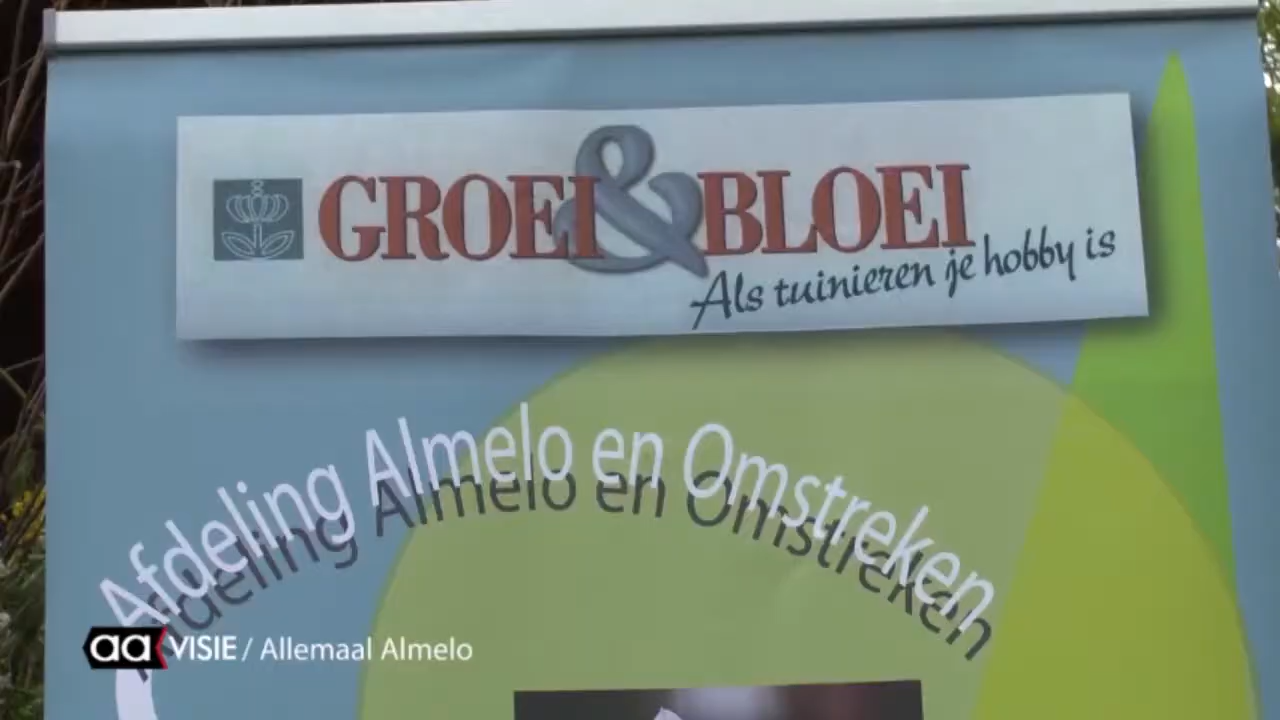 GROEI & BLOEI
Als tuinieren je hobby is
Afdeling Almelo en Omstreken
aa VISIE / Allemaal Almelo